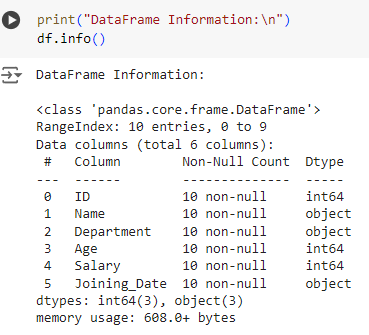 print("DataFrame Information:\n")
df.info()
DataFrame Information:
<class 'pandas.core.frame.DataFrame'>
RangeIndex: 10 entries, 0 to 9
Data columns (total 6 columns):
 #   Column        Non-Null Count  Dtype
---  ------        --------------  -----
 0   ID            10 non-null     int64
 1   Name          10 non-null     object
 2   Department    10 non-null     object
 3   Age           10 non-null     int64
 4   Salary        10 non-null     int64
 5   Joining_Date  10 non-null     object
dtypes: int64(3), object(3)
memory usage: 608.0+ bytes